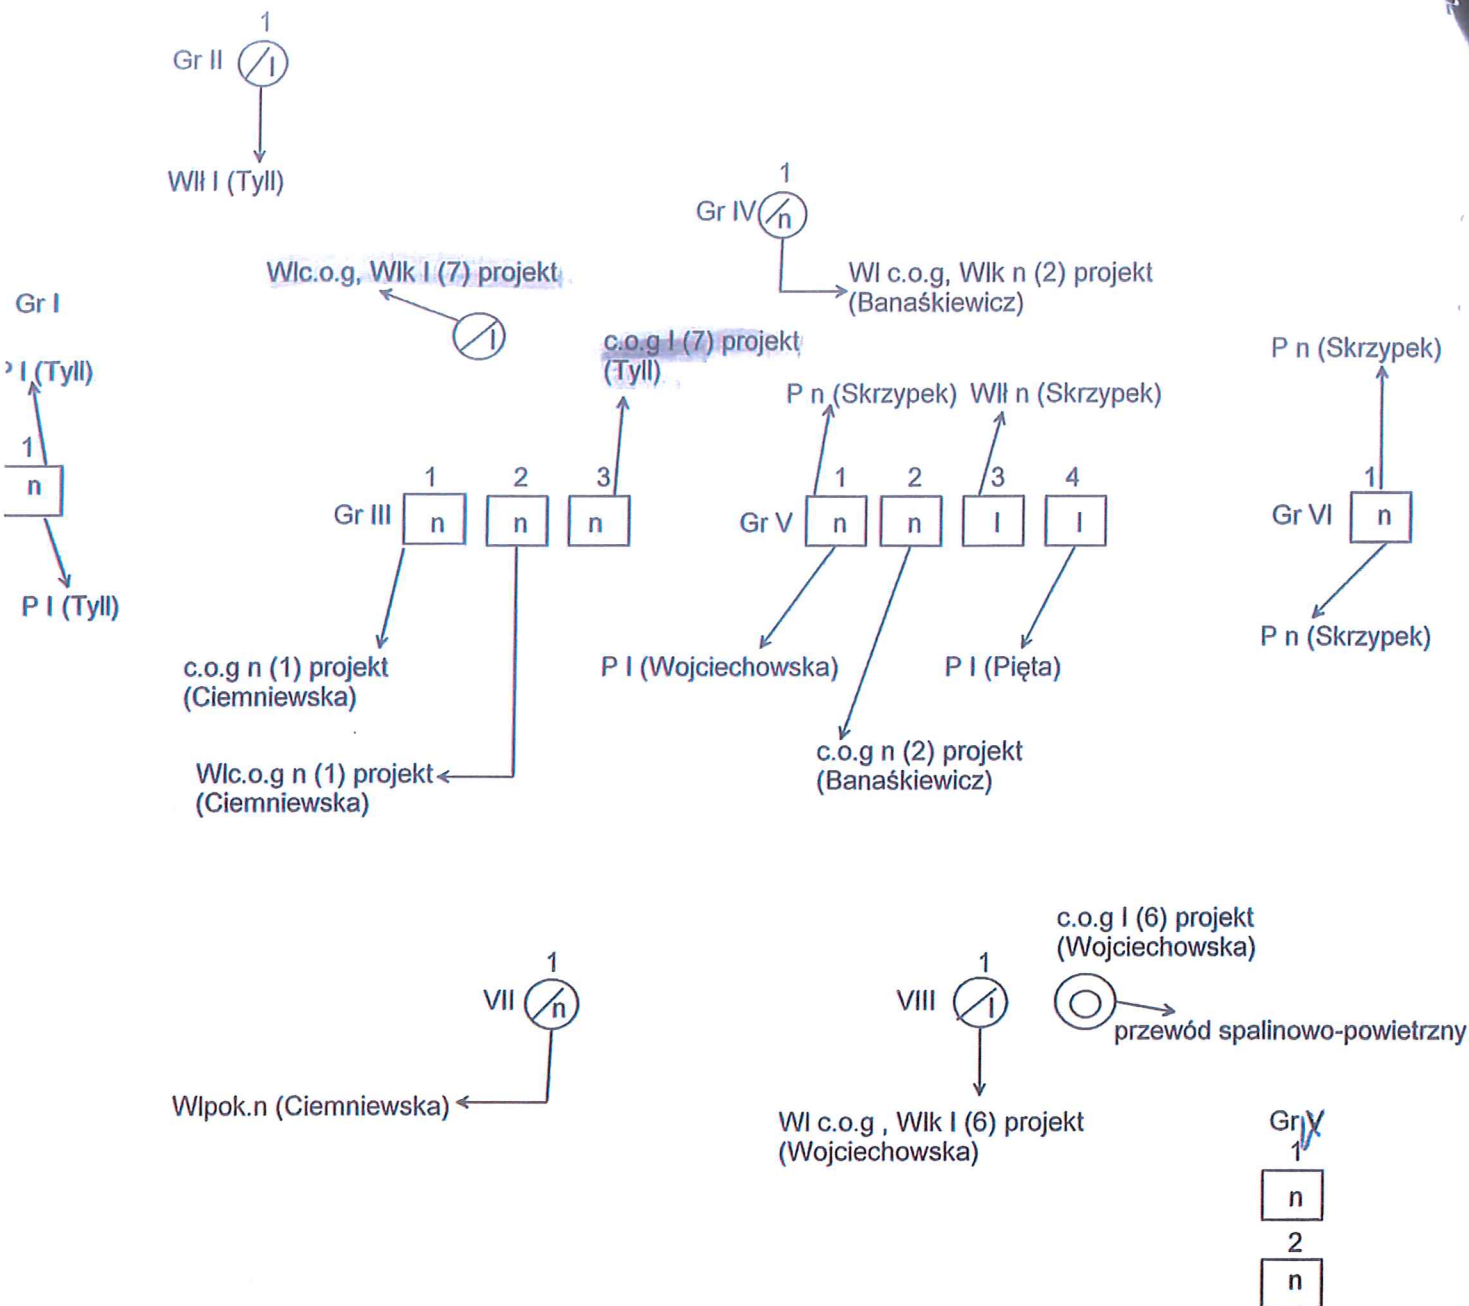 1
Gr II
I
Wlł I (Tyll)
1
Gr IV
n
Wl c.o.g, Wlk n (2) projekt
(Banaśkiewicz)
Wlc.o.g, Wlk I (7) projekt
I
Gr I
P I (Tyll)
1
n
P I (Tyll)
c.o.g I (7) projekt
(Tyll)
Gr III
1
n
2
n
3
n
c.o.g n (1) projekt
(Ciemniewska)
Wlc.o.g n (1) projekt
(Ciemniewska)
P n (Skrzypek)
Wlł n (Skrzypek)
Gr V
1
n
2
n
3
I
4
I
P I (Wojciechowska)
P I (Pięta)
c.o.g n (2) projekt
(Banaśkiewicz)
P n (Skrzypek)
1
Gr VI
n
P n (Skrzypek)
1
VII
n
Wlpok.n (Ciemniewska)
1
VIII
I
Wl c.o.g , Wlk I (6) projekt
(Wojciechowska)
c.o.g I (6) projekt
(Wojciechowska)
przewód spalinowo-powietrzny
Gr IX
1
n
2
n